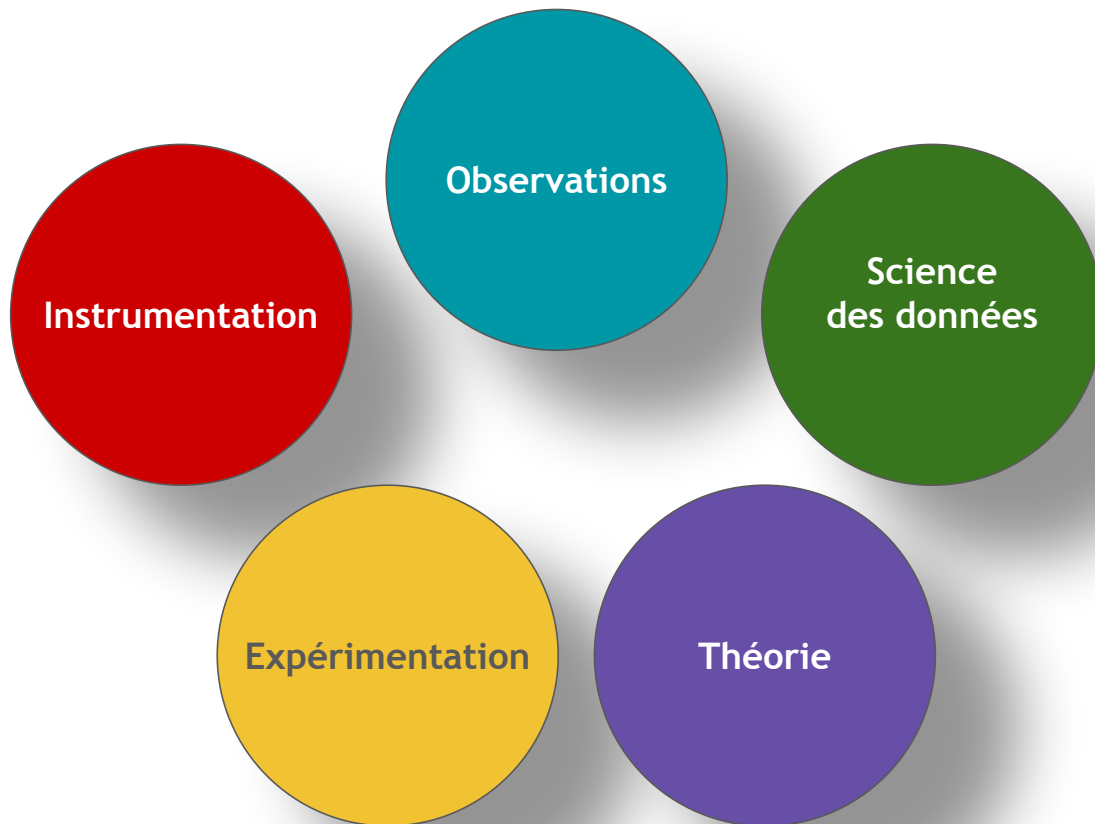 Observations
Instrumentation
Science
des données
Expérimentation
Théorie